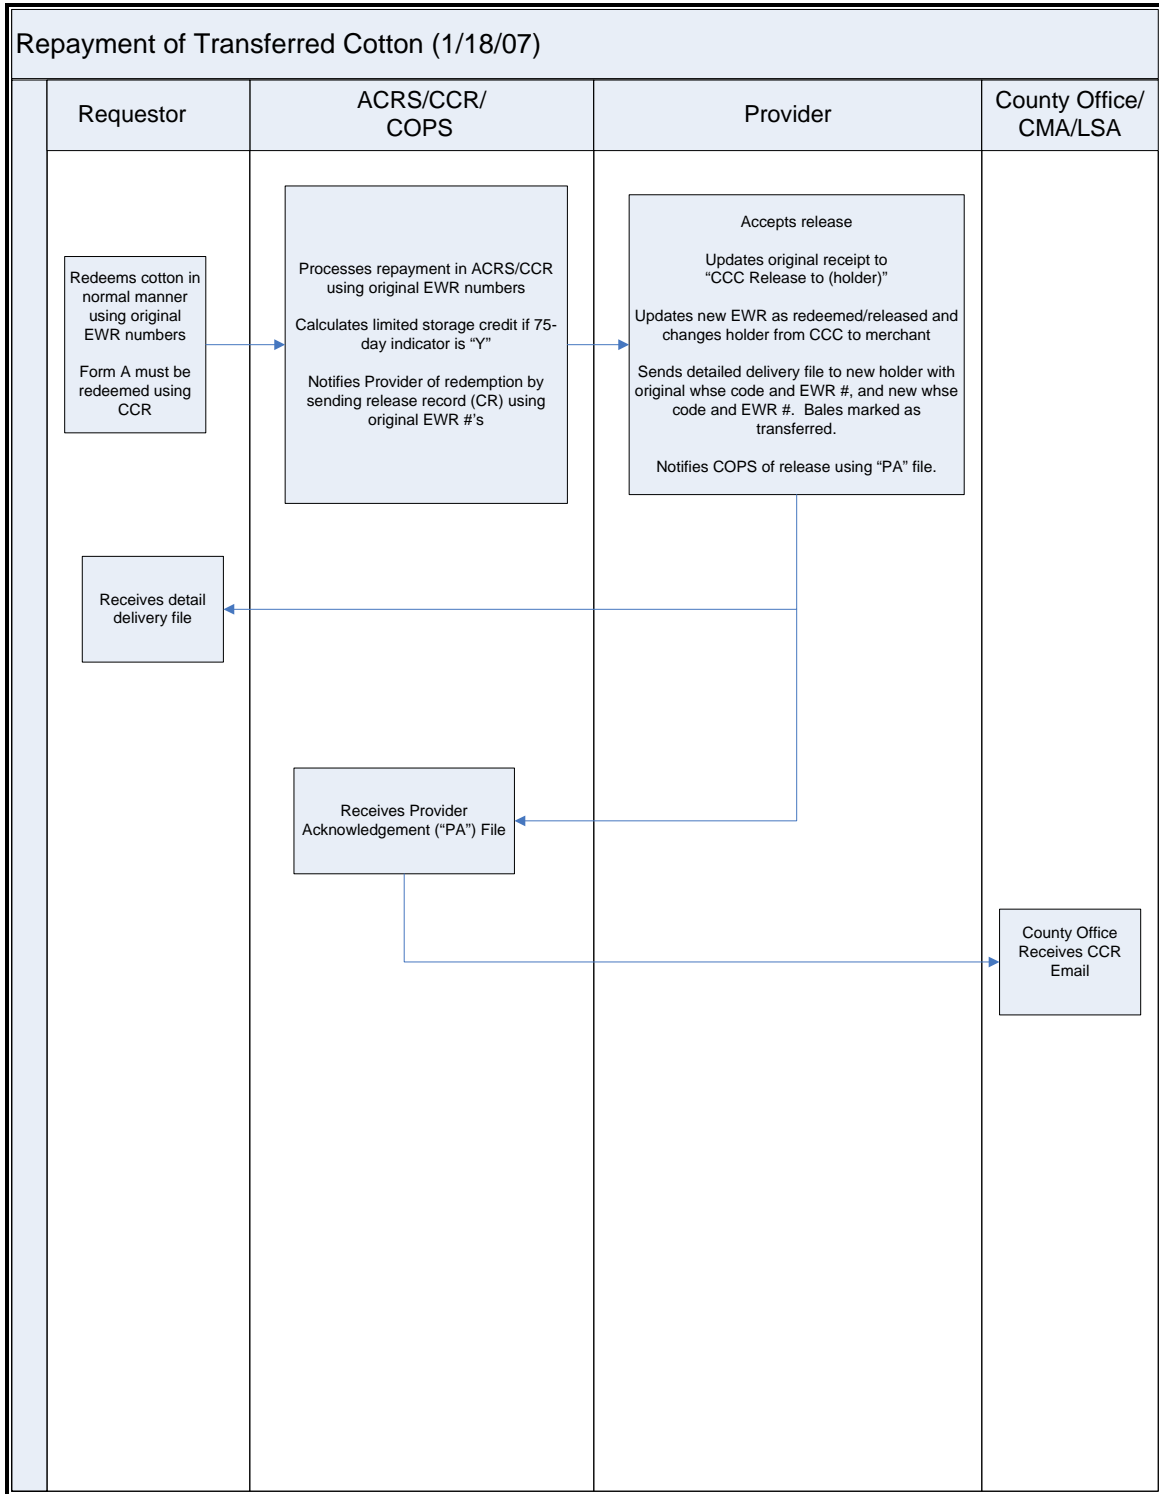 Repayment of Transferred Cotton (1/18/07)
Requestor
ACRS/CCR/
COPS
Provider
County Office/
CMA/LSA
Redeems cotton in
normal manner
using original
EWR numbers
Form A must be
redeemed using
CCR
Processes repayment in ACRS/CCR
using original EWR numbers
Calculates limited storage credit if 75-
day indicator is “Y”
Notifies Provider of redemption by
sending release record (CR) using
original EWR #’s
Accepts release
Updates original receipt to
“CCC Release to (holder)”
Updates new EWR as redeemed/released and
changes holder from CCC to merchant
Sends detailed delivery file to new holder with
original whse code and EWR #, and new whse
code and EWR #.  Bales marked as
transferred.
Notifies COPS of release using “PA” file.
Receives detail
delivery file
Receives Provider
Acknowledgement (“PA”) File
County Office
Receives CCR
Email